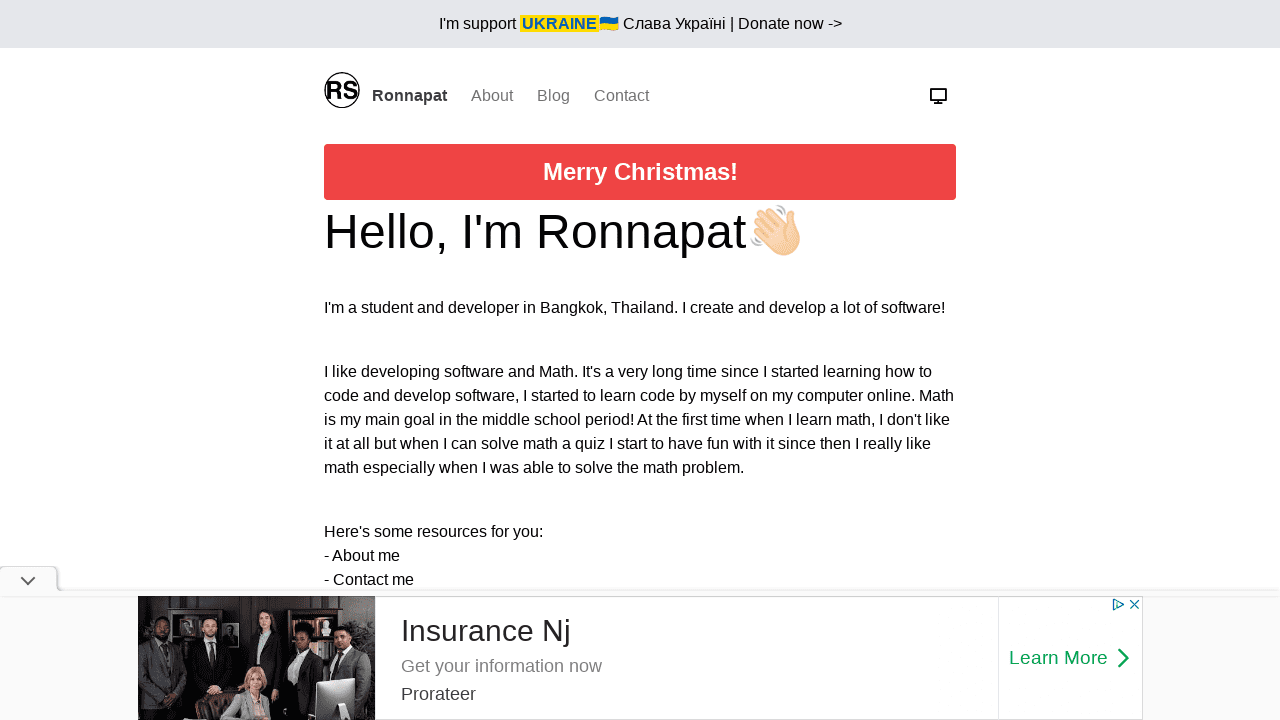 I'm support UKRAINE🇺🇦 Слава Україні | Donate now ->
RS Ronnapat About Blog Contact
Merry Christmas!
Hello, I'm Ronnapat👋🏻
I'm a student and developer in Bangkok, Thailand. I create and develop a lot of software!
I like developing software and Math. It's a very long time since I started learning how to
code and develop software, I started to learn code by myself on my computer online. Math
is my main goal in the middle school period! At the first time when I learn math, I don't like
it at all but when I can solve math a quiz I start to have fun with it since then I really like
math especially when I was able to solve the math problem.
Here's some resources for you:
- About me
- Contact me
Insurance Nj
Get your information now
Prorateer
Learn More